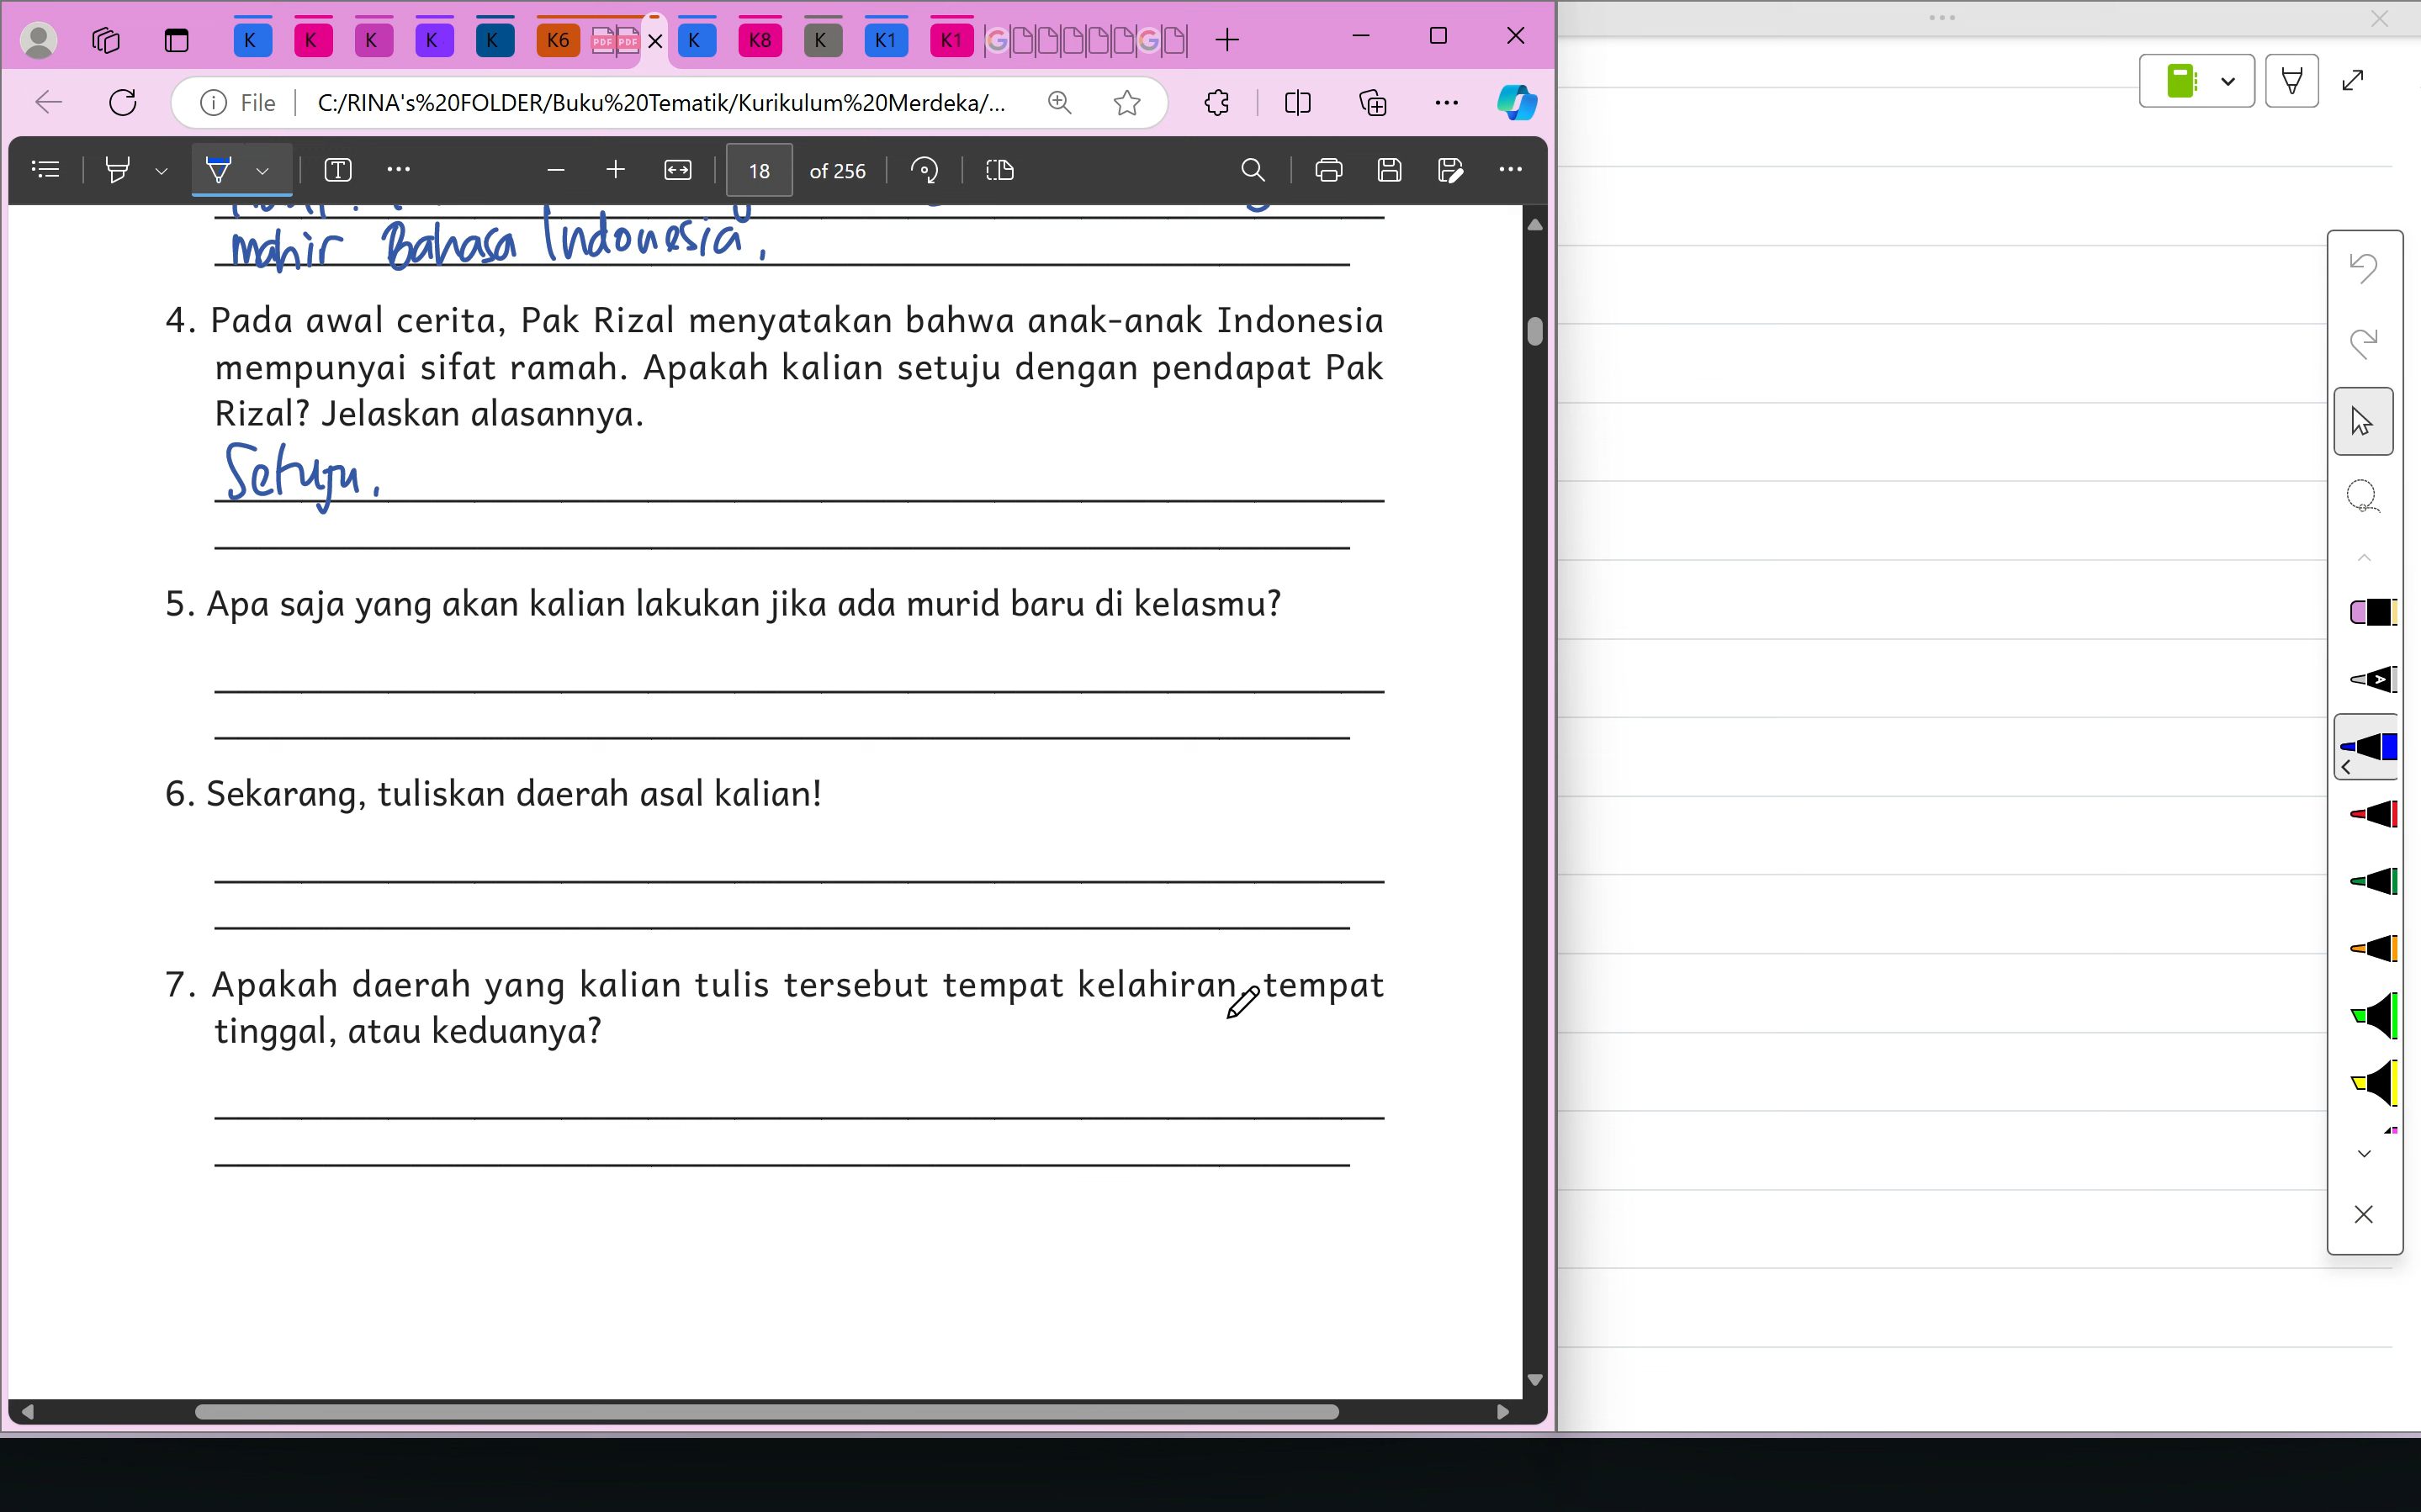 K K K K K K6 PDF PDF K K8 K K1 K1
File C:/RINA's%20FOLDER/Buku%20Tematik/Kurikulum%20Merdeka/...
18 of 256
mahir Bahasa Indonesia.
4. Pada awal cerita, Pak Rizal menyatakan bahwa anak-anak Indonesia
mempunyai sifat ramah. Apakah kalian setuju dengan pendapat Pak
Rizal? Jelaskan alasannya.
Setuju.
5. Apa saja yang akan kalian lakukan jika ada murid baru di kelasmu?
6. Sekarang, tuliskan daerah asal kalian!
7. Apakah daerah yang kalian tulis tersebut tempat kelahiran, tempat
tinggal, atau keduanya?